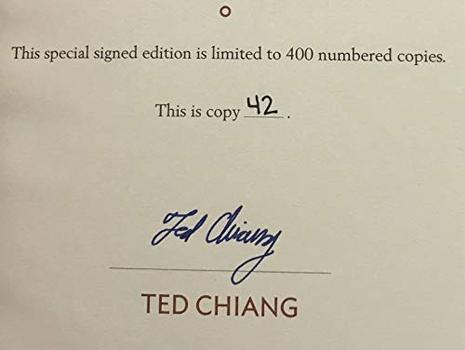 This special signed edition is limited to 400 numbered copies.
This is copy 42.
Ted Chiang
TED CHIANG